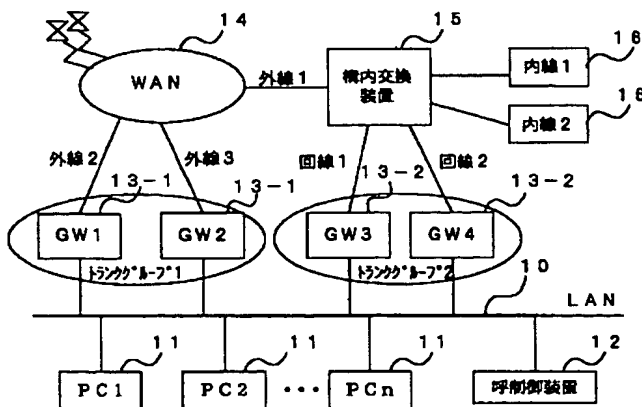 14
15
16
WAN
外線1
構内交換
装置
内線1
16
内線2
外線2
外線3
回線1
回線2
13-1
13-1
13-2
13-2
GW1
GW2
GW3
GW4
トランクグループ1
トランクグループ2
10
LAN
11
11
11
12
PC1
PC2
・・・
PCn
呼制御装置